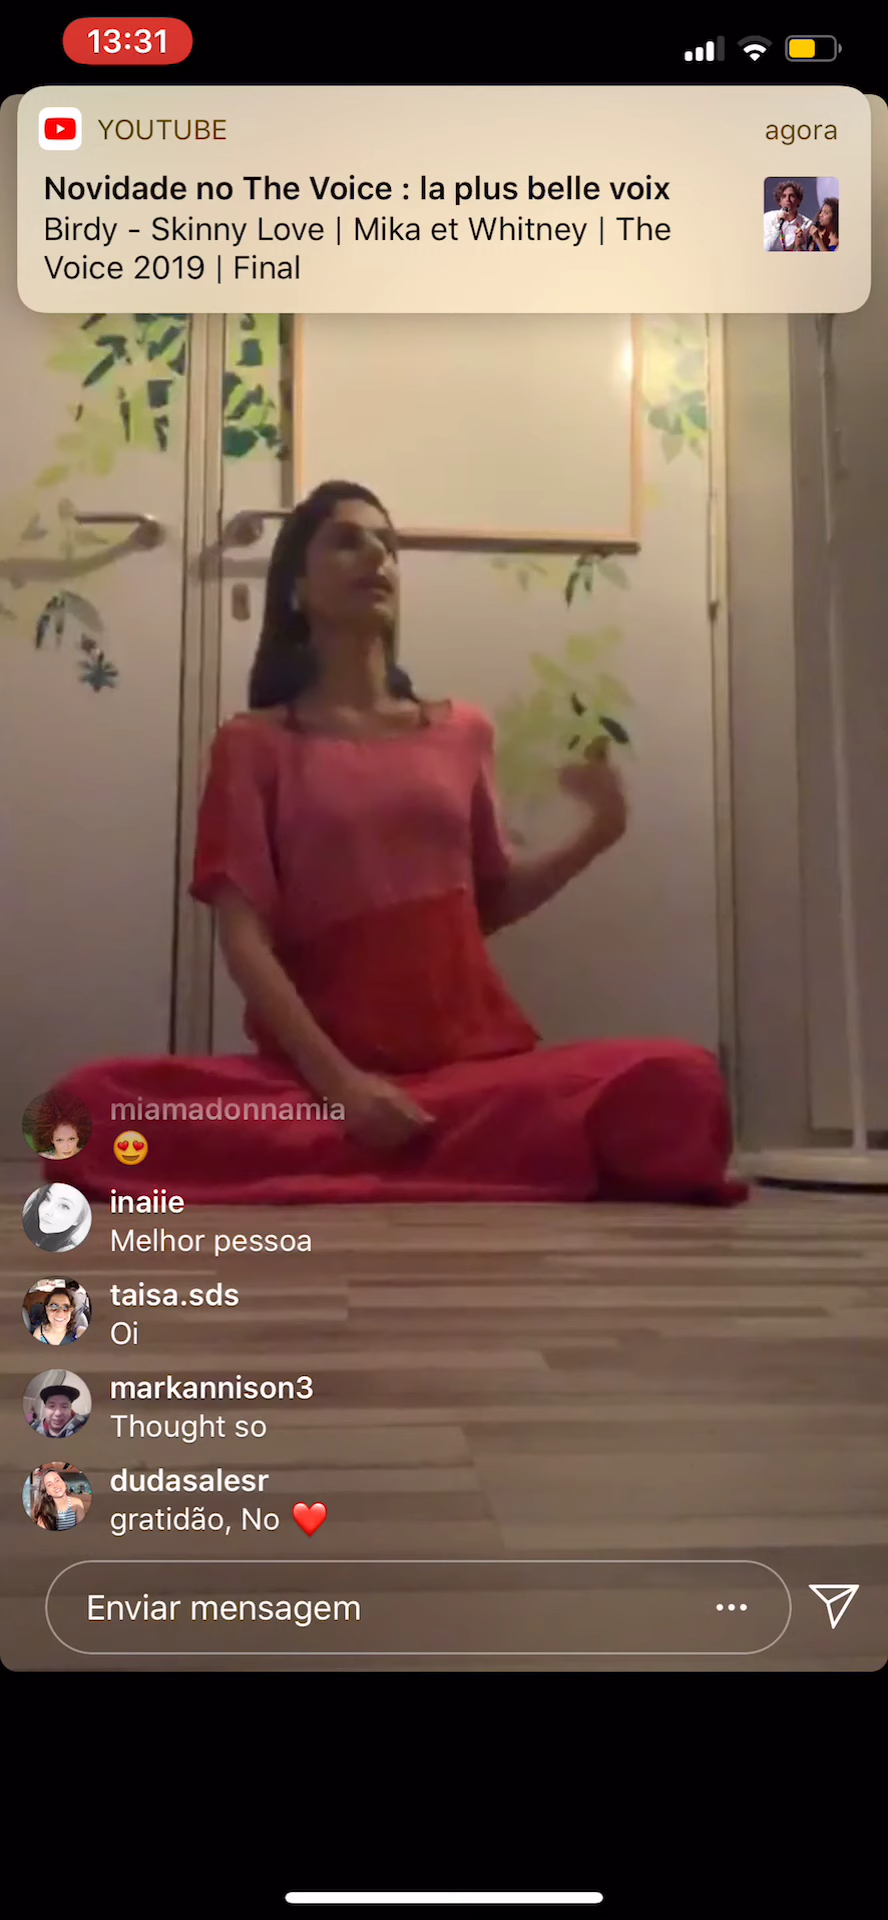 13:31
YOUTUBE
agora
Novidade no The Voice : la plus belle voix
Birdy - Skinny Love | Mika et Whitney | The
Voice 2019 | Final
miamadonnamia
😍
inaiie
Melhor pessoa
taisa.sds
Oi
markannison3
Thought so
dudasalesr
gratidão, No ❤️
Enviar mensagem